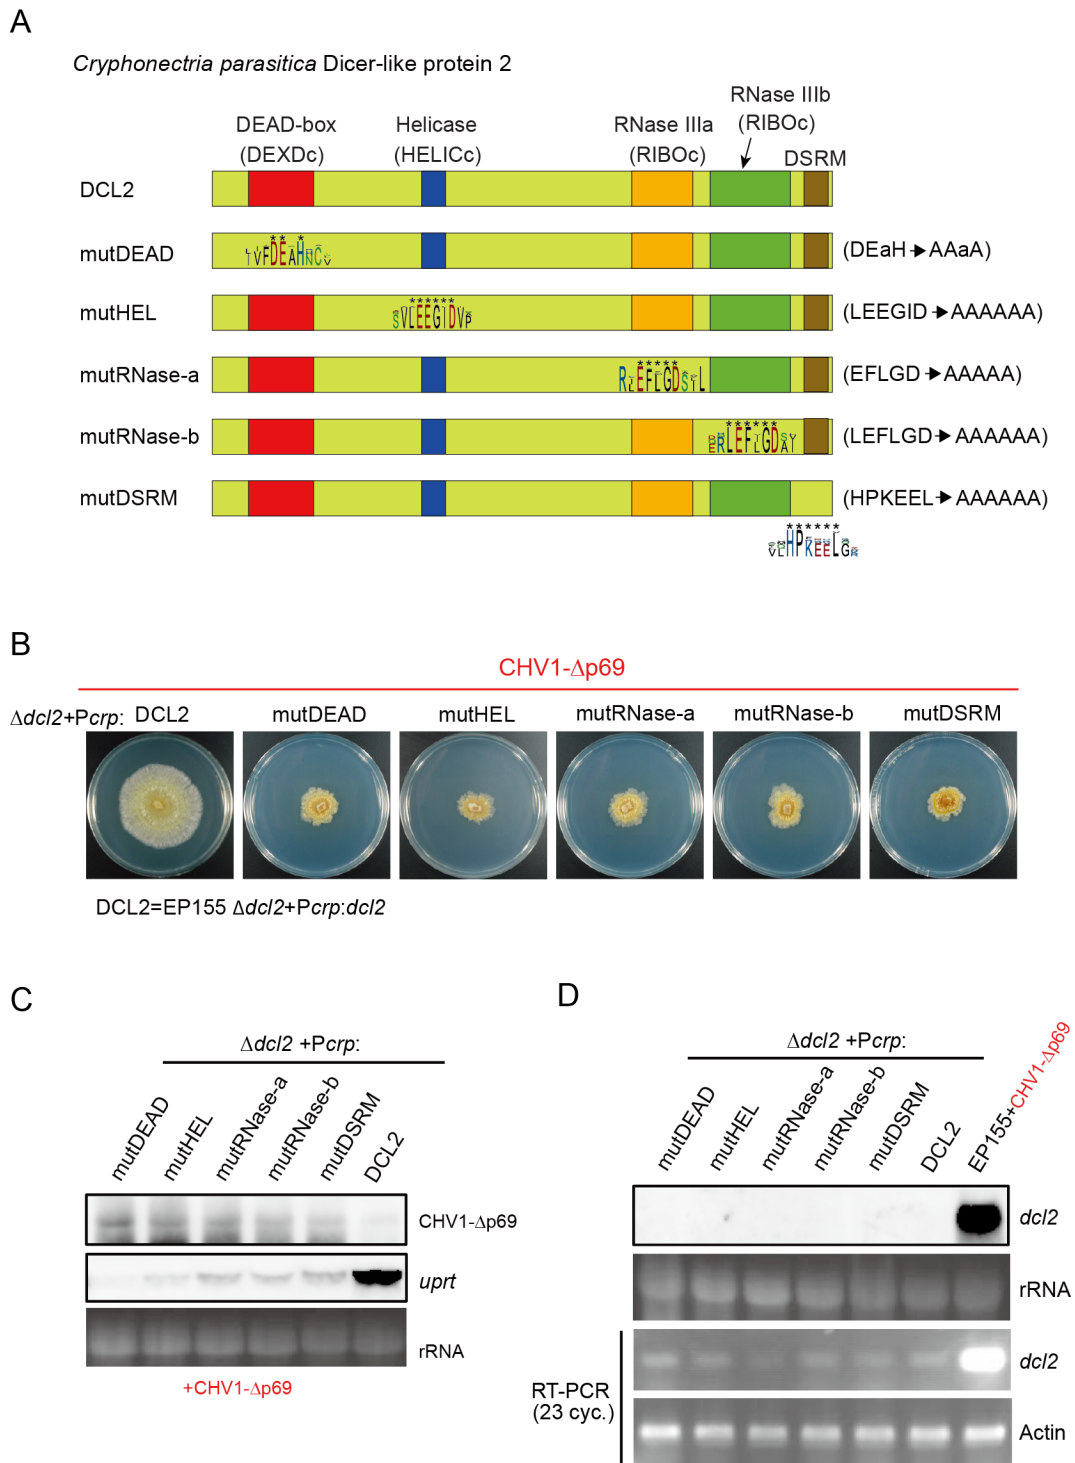 A
Cryphonectria parasitica Dicer-like protein 2
DEAD-box
(DEXDc)
Helicase
(HELICc)
RNase IIIa
(RIBOc)
RNase IIIb
(RIBOc)
DSRM
DCL2
mutDEAD
(DEaH→AAaA)
mutHEL
(LEEGID→AAAAAA)
mutRNase-a
(EFLGD→AAAAA)
mutRNase-b
(LEFLGD→AAAAAA)
mutDSRM
(HPKEEL→AAAAAA)
B
CHV1-Δp69
Δdcl2+Pcrp: DCL2 mutDEAD mutHEL mutRNase-a mutRNase-b mutDSRM
DCL2=EP155 Δdcl2+Pcrp:dcl2
C
Δdcl2 +Pcrp:
mutDEAD
mutHEL
mutRNase-a
mutRNase-b
mutDSRM
DCL2
CHV1-Δp69
uprt
rRNA
+CHV1-Δp69
D
Δdcl2 +Pcrp:
mutDEAD
mutHEL
mutRNase-a
mutRNase-b
mutDSRM
DCL2
EP155+CHV1-Δp69
dcl2
rRNA
RT-PCR
(23 cyc.)
dcl2
Actin